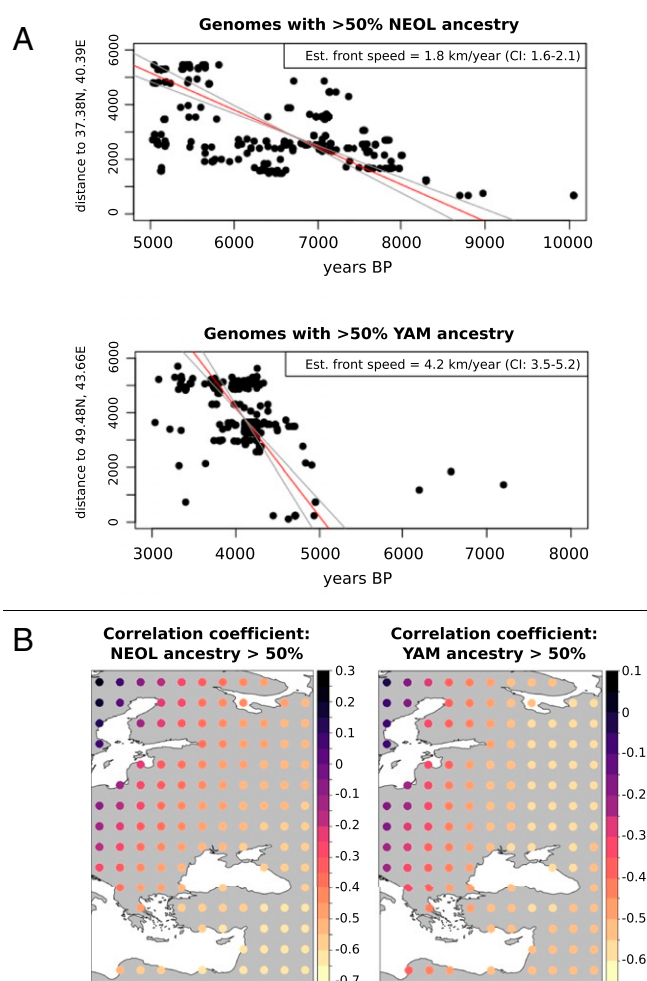 A
Genomes with >50% NEOL ancestry
Est. front speed = 1.8 km/year (CI: 1.6-2.1)
distance to 37.38N, 40.39E
6000
4000
2000
0
5000 6000 7000 8000 9000 10000
years BP
Genomes with >50% YAM ancestry
Est. front speed = 4.2 km/year (CI: 3.5-5.2)
distance to 49.48N, 43.66E
6000
4000
2000
0
3000 4000 5000 6000 7000 8000
years BP
B
Correlation coefficient:
NEOL ancestry > 50%
0.3
0.2
0.1
0
-0.1
-0.2
-0.3
-0.4
-0.5
-0.6
-0.7
Correlation coefficient:
YAM ancestry > 50%
0.1
0
-0.1
-0.2
-0.3
-0.4
-0.5
-0.6